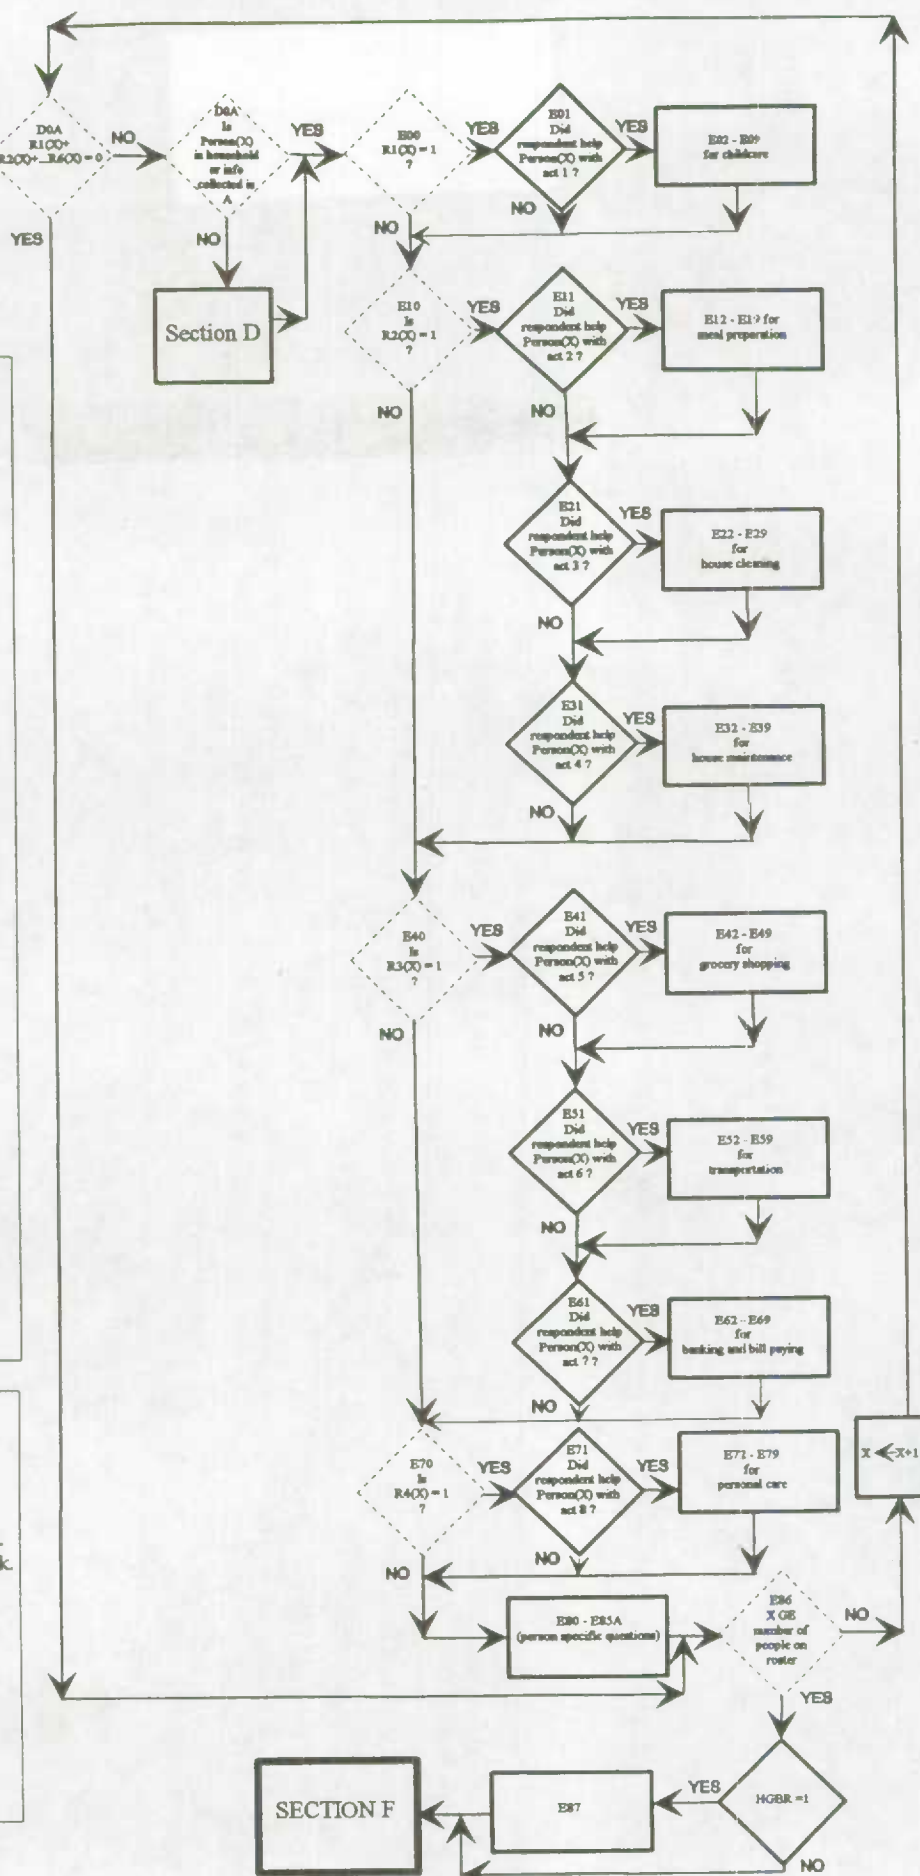 D0A
R1(X)+
R2(X)+...R6(X) = 0
NO
YES
D0A'
Is
Person(X)
in household
or info
collected in
A
YES
NO
Section D
E00
R1(X) = 1
?
YES
NO
E01
Did
respondent help
Person(X) with
act 1 ?
YES
NO
E02 - E09
for childcare
E10
Is
R2(X) = 1
?
YES
NO
E11
Did
respondent help
Person(X) with
act 2 ?
YES
NO
E12 - E19 for
meal preparation
E21
Did
respondent help
Person(X) with
act 3 ?
YES
NO
E22 - E29
for
house cleaning
E31
Did
respondent help
Person(X) with
act 4 ?
YES
NO
E32 - E39
for
house maintenance
E40
Is
R3(X) = 1
?
YES
NO
E41
Did
respondent help
Person(X) with
act 5 ?
YES
NO
E42 - E49
for
grocery shopping
E51
Did
respondent help
Person(X) with
act 6 ?
YES
NO
E52 - E59
for
transportation
E61
Did
respondent help
Person(X) with
act 7 ?
YES
NO
E62 - E69
for
banking and bill paying
E70
Is
R4(X) = 1
?
YES
NO
E71
Did
respondent help
Person(X) with
act 8 ?
YES
NO
E72 - E79
for
personal care
X ← X+1
k.
E80 - E85A
(person specific questions)
E86
X GE
number of
people on
roster
NO
YES
HGBR =1
YES
NO
E87
SECTION F